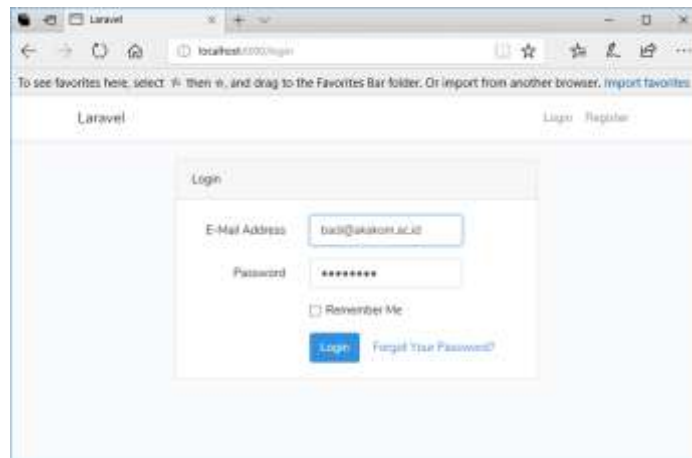 Laravel
localhost:8000/login
To see favorites here, select then, and drag to the Favorites Bar folder. Or import from another browser. Import favorites
Laravel
Login Register
Login
E-Mail Address
@akakom.ac.id
Password
Remember Me
Login Forgot Your Password?